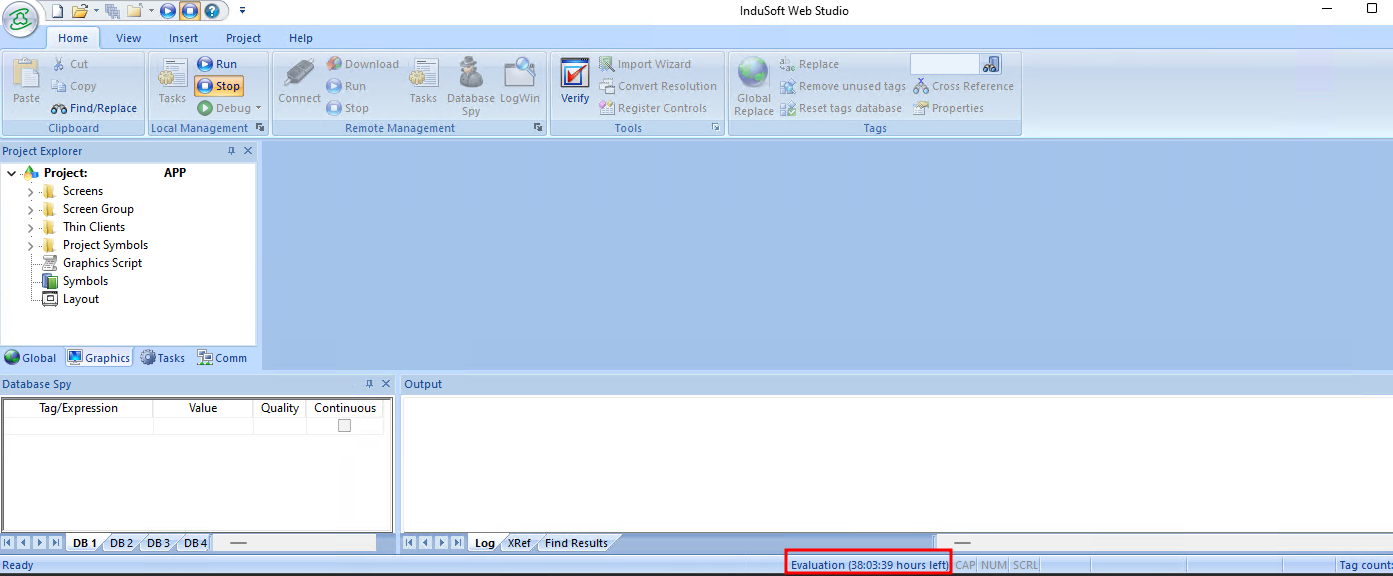 InduSoft Web Studio
Home View Insert Project Help
Paste
Cut
Copy
Find/Replace
Clipboard
Tasks
Run
Stop
Debug
Local Management
Connect
Download
Run
Stop
Tasks
Database Spy
LogWin
Remote Management
Verify
Import Wizard
Convert Resolution
Register Controls
Tools
Global Replace
Replace
Remove unused tags
Reset tags database
Cross Reference
Properties
Tags
Project Explorer
Project: APP
Screens
Screen Group
Thin Clients
Project Symbols
Graphics Script
Symbols
Layout
Global Graphics Tasks Comm
Database Spy
Tag/Expression Value Quality Continuous
DB 1 DB 2 DB 3 DB 4
Output
Log XRef Find Results
Ready
Evaluation (38:03:39 hours left) CAP NUM SCRL
Tag count: